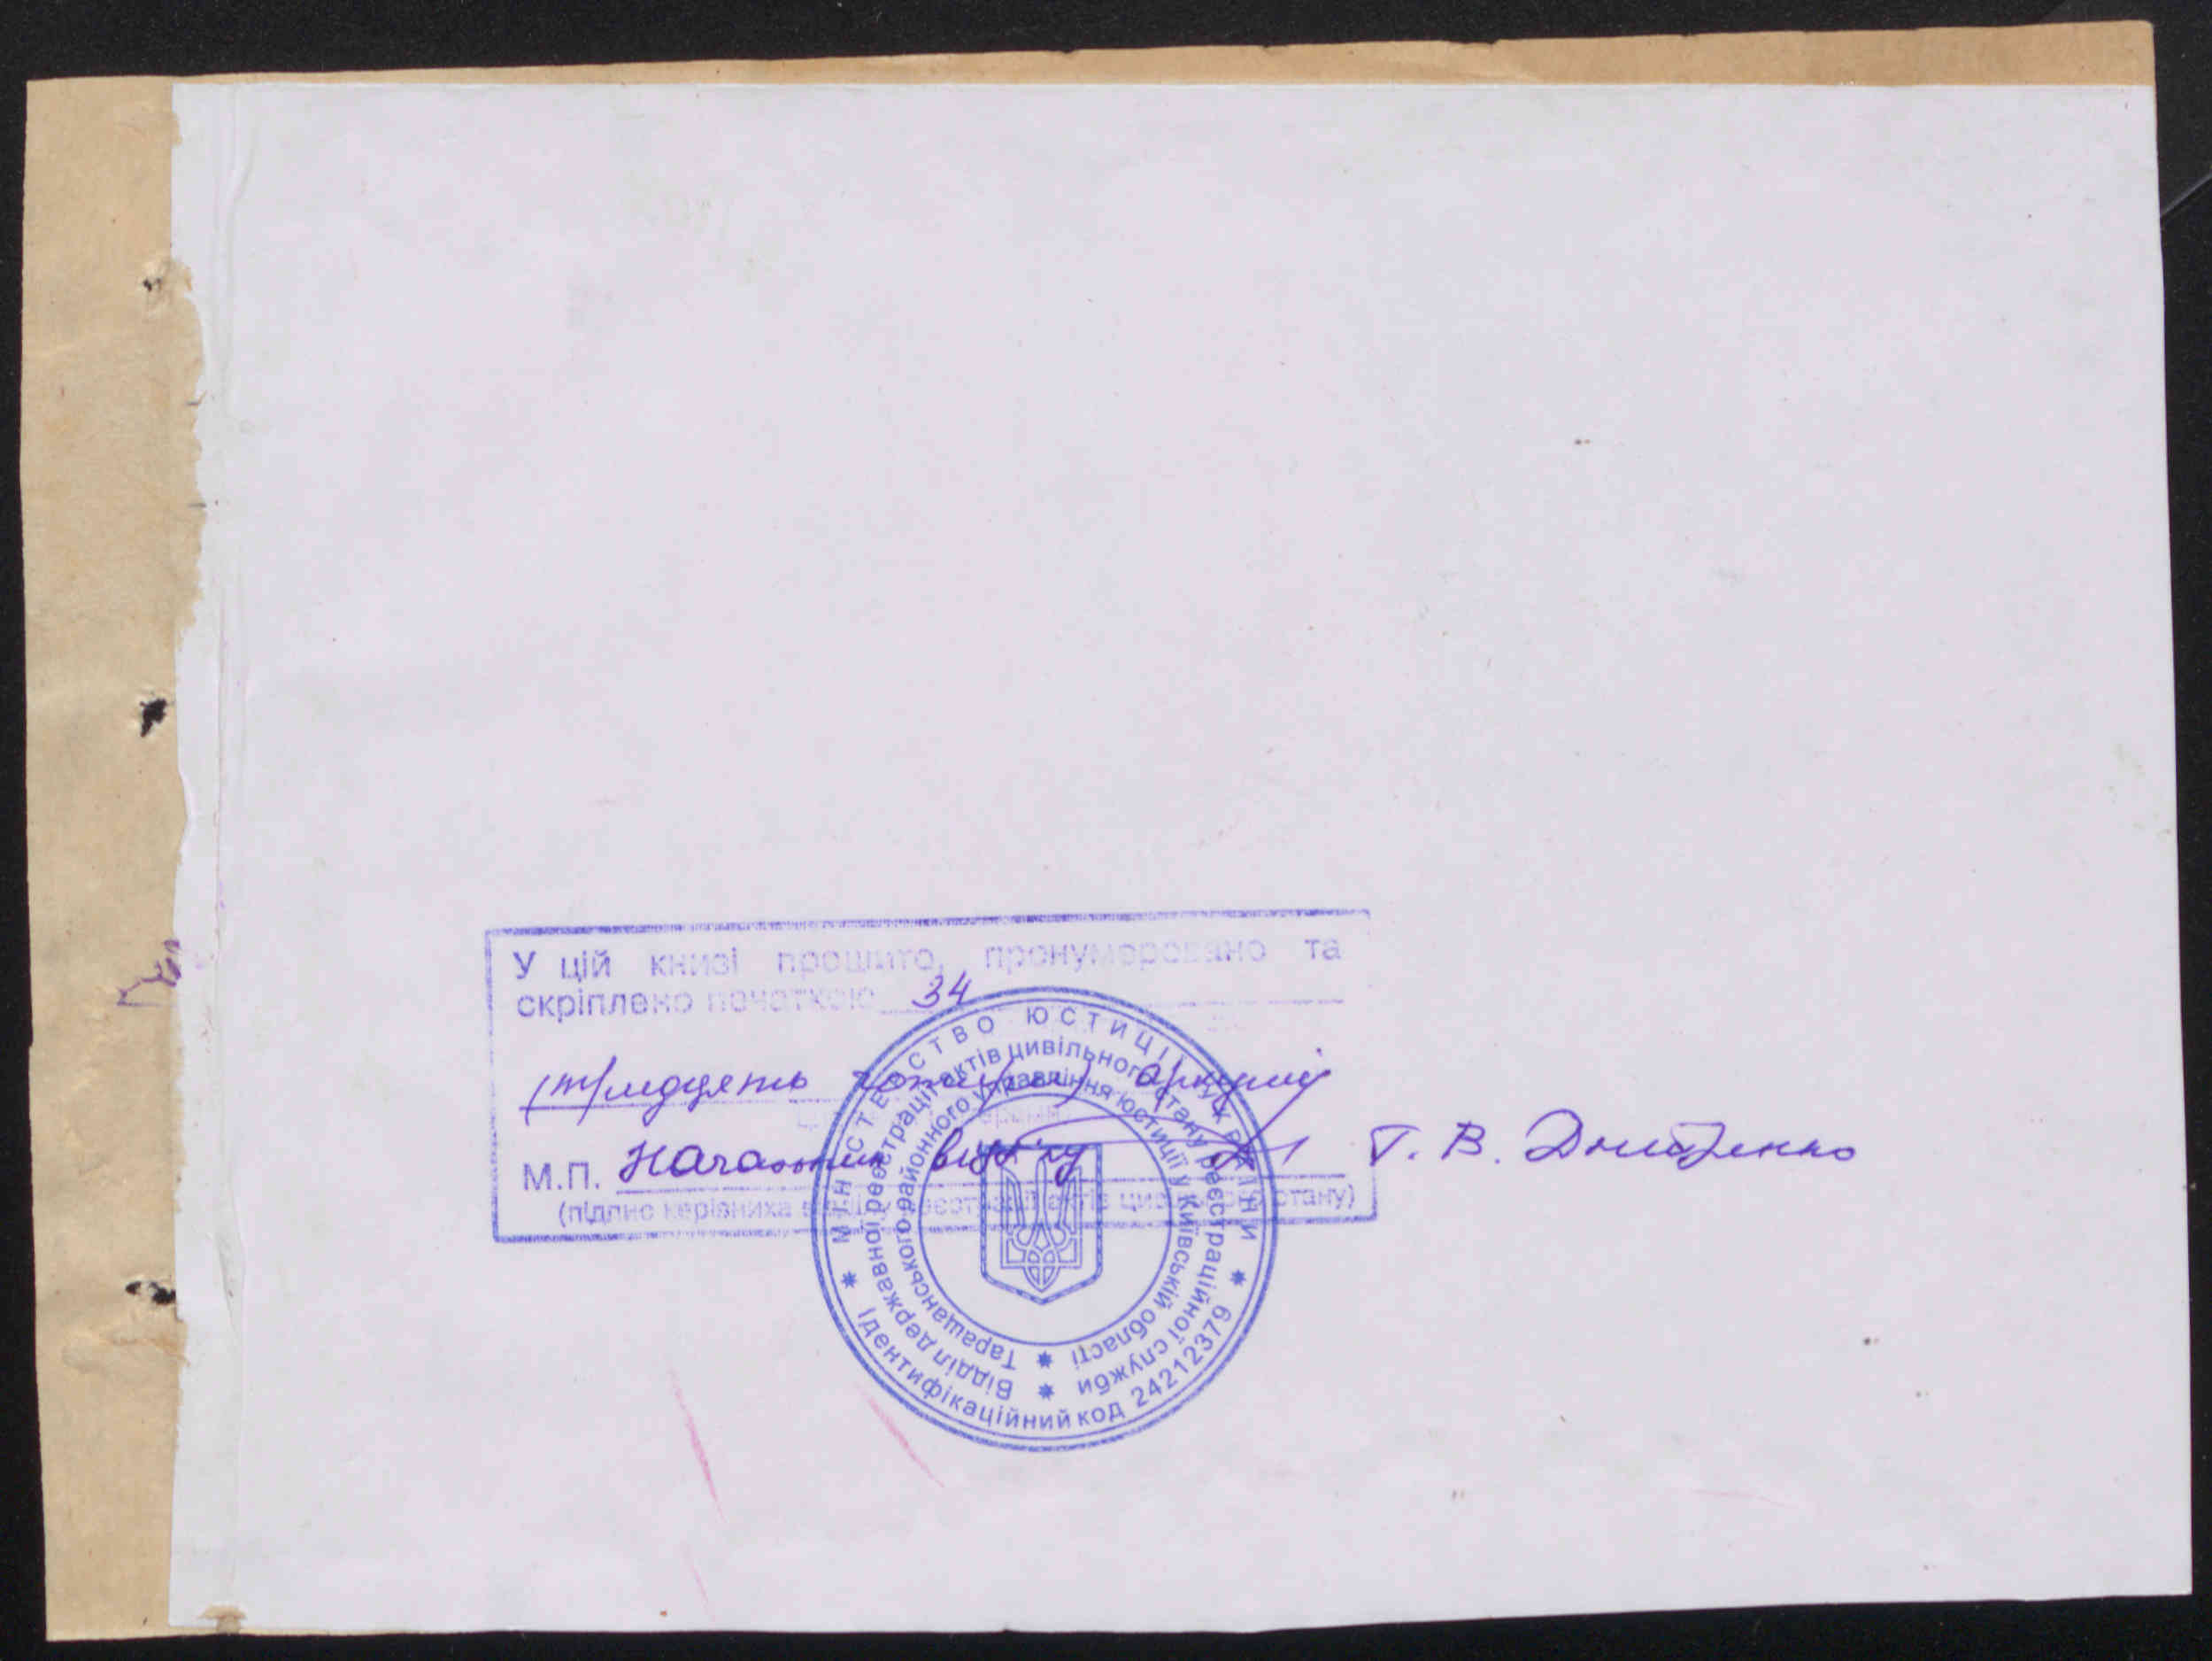 У цій книзі прошито, пронумеровано та
скріплено печаткою 34
(тридцять чотири) аркуші
М.П. Начальник відділу Т. В. Дмитренко
(підпис керівника відділу реєстрації актів цивільного стану)
МІНІСТЕРСТВО ЮСТИЦІЇ УКРАЇНИ
Ідентифікаційний код 24212379
Відділ державної реєстрації актів цивільного стану реєстраційної служби
Таращанського районного управління юстиції у Київській області